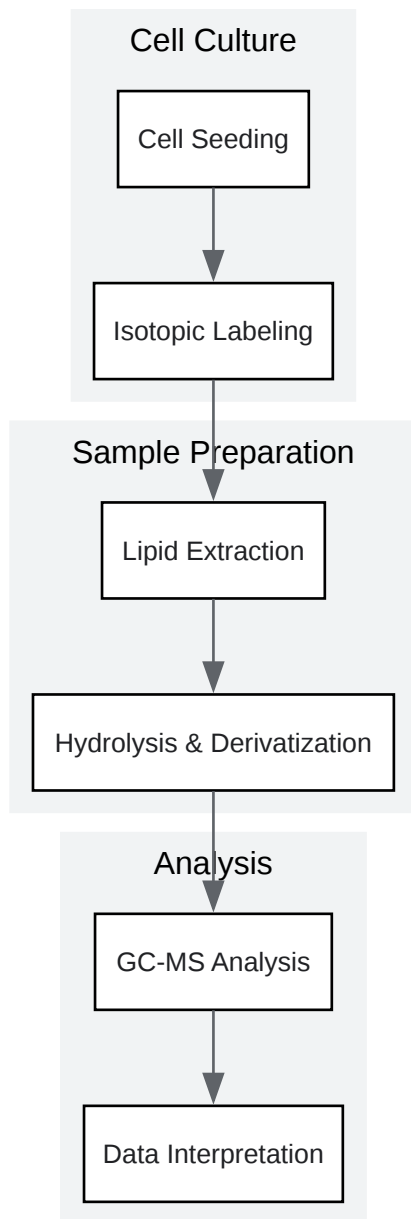 Cell Culture
Cell Seeding
Isotopic Labeling
Sample Preparation
Lipid Extraction
Hydrolysis & Derivatization
Analysis
GC-MS Analysis
Data Interpretation